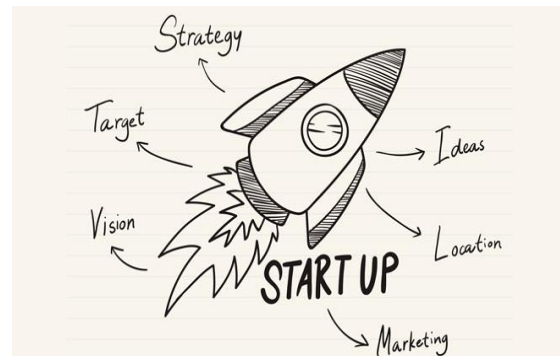 Strategy
Target
Ideas
Vision
Location
START UP
Marketing